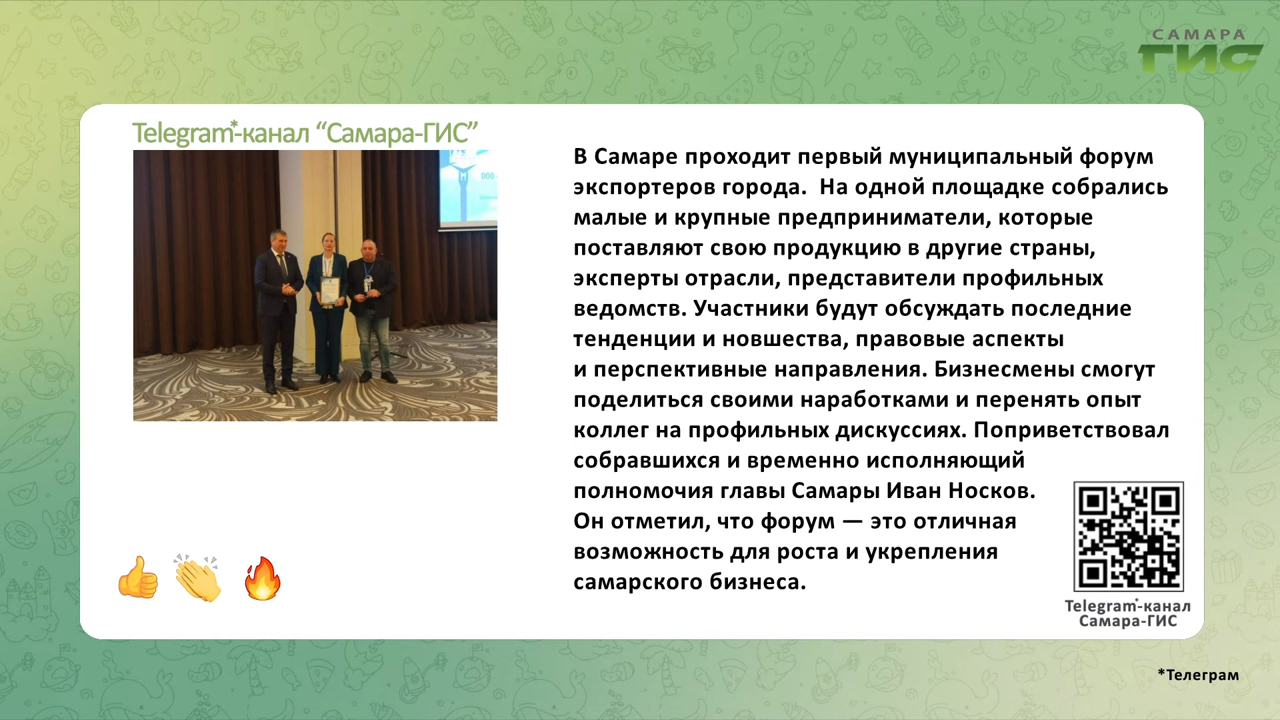 САМАРА
ГИС
Telegram*-канал “Самара-ГИС”
В Самаре проходит первый муниципальный форум
экспортеров города. На одной площадке собрались
малые и крупные предприниматели, которые
поставляют свою продукцию в другие страны,
эксперты отрасли, представители профильных
ведомств. Участники будут обсуждать последние
тенденции и новшества, правовые аспекты
и перспективные направления. Бизнесмены смогут
поделиться своими наработками и перенять опыт
коллег на профильных дискуссиях. Поприветствовал
собравшихся и временно исполняющий
полномочия главы Самары Иван Носков.
Он отметил, что форум — это отличная
возможность для роста и укрепления
самарского бизнеса.
Telegram*-канал
Самара-ГИС
*Телеграм